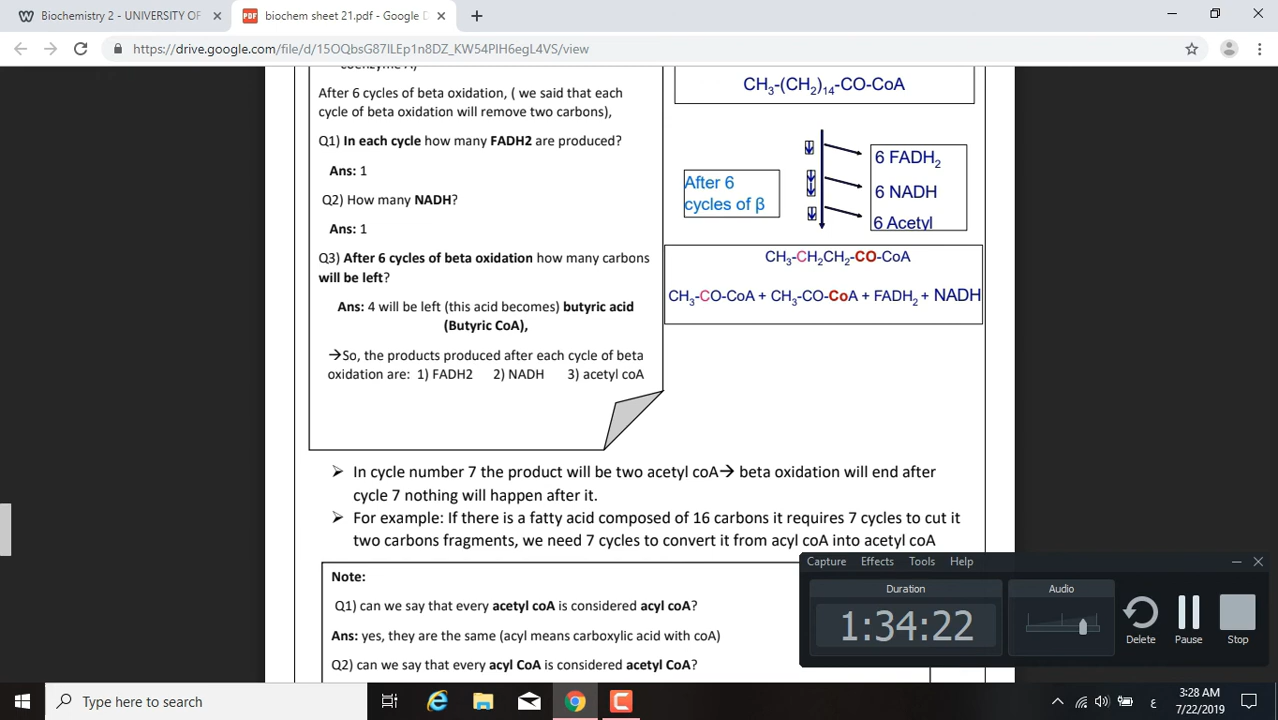 Biochemistry 2 - UNIVERSITY OF
biochem sheet 21.pdf - Google D
https://drive.google.com/file/d/15OQbsG87ILEp1n8DZ_KW54PIH6egL4VS/view
After 6 cycles of beta oxidation, ( we said that each
cycle of beta oxidation will remove two carbons),
Q1) In each cycle how many FADH2 are produced?
Ans: 1
Q2) How many NADH?
Ans: 1
Q3) After 6 cycles of beta oxidation how many carbons
will be left?
Ans: 4 will be left (this acid becomes) butyric acid
(Butyric CoA),
→So, the products produced after each cycle of beta
oxidation are: 1) FADH2 2) NADH 3) acetyl coA
CH3-(CH2)14-CO-CoA
After 6
cycles of β
6 FADH2
6 NADH
6 Acetyl
CH3-CH2CH2-CO-CoA
CH3-CO-CoA + CH3-CO-CoA + FADH2 + NADH
➢ In cycle number 7 the product will be two acetyl coA→ beta oxidation will end after
cycle 7 nothing will happen after it.
➢ For example: If there is a fatty acid composed of 16 carbons it requires 7 cycles to cut it
two carbons fragments, we need 7 cycles to convert it from acyl coA into acetyl coA
Note:
Q1) can we say that every acetyl coA is considered acyl coA?
Ans: yes, they are the same (acyl means carboxylic acid with coA)
Q2) can we say that every acyl CoA is considered acetyl CoA?
Capture Effects Tools Help
Duration
Audio
1:34:22
Delete
Pause
Stop
Type here to search
ع
3:28 AM
7/22/2019